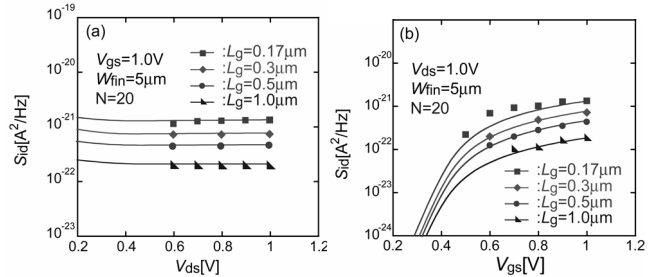 (a)
10⁻¹⁹
10⁻²⁰
10⁻²¹
10⁻²²
10⁻²³
Sid[A²/Hz]
Vgs=1.0V
Wfin=5μm
N=20
:Lg=0.17μm
:Lg=0.3μm
:Lg=0.5μm
:Lg=1.0μm
0.2 0.4 0.6 0.8 1 1.2
Vds[V]
(b)
10⁻²⁰
10⁻²¹
10⁻²²
10⁻²³
10⁻²⁴
Sid[A²/Hz]
Vds=1.0V
Wfin=5μm
N=20
:Lg=0.17μm
:Lg=0.3μm
:Lg=0.5μm
:Lg=1.0μm
0.2 0.4 0.6 0.8 1 1.2
Vgs[V]